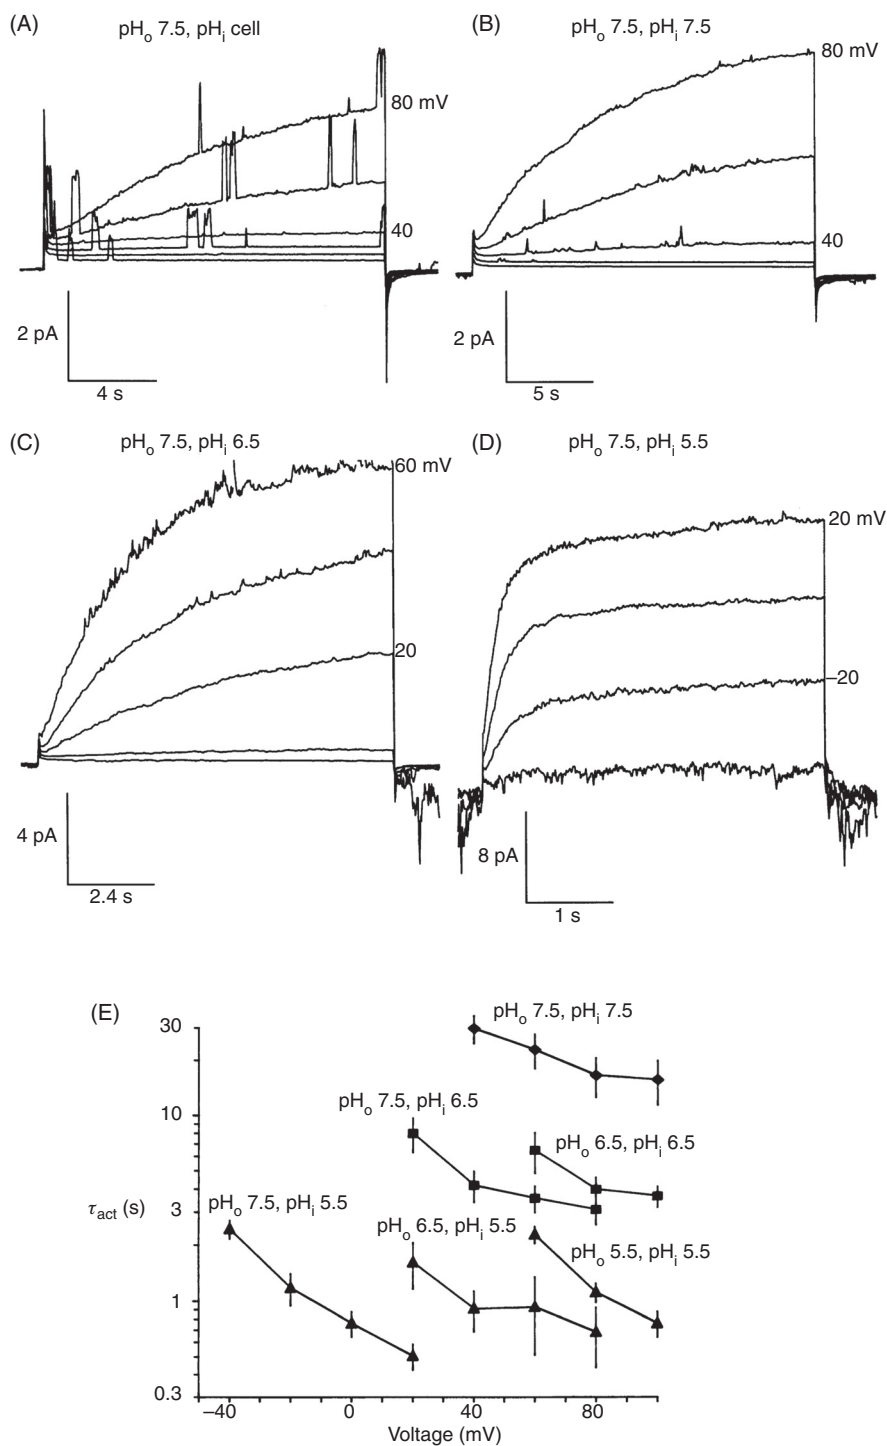 (A)
pHo 7.5, pHi cell
80 mV
40
2 pA
4 s
(B)
pHo 7.5, pHi 7.5
80 mV
40
2 pA
5 s
(C)
pHo 7.5, pHi 6.5
60 mV
20
4 pA
2.4 s
(D)
pHo 7.5, pHi 5.5
20 mV
–20
8 pA
1 s
(E)
30
10
3
1
0.3
τact (s)
pHo 7.5, pHi 7.5
pHo 7.5, pHi 6.5
pHo 6.5, pHi 6.5
pHo 7.5, pHi 5.5
pHo 6.5, pHi 5.5
pHo 5.5, pHi 5.5
–40
0
40
80
Voltage (mV)